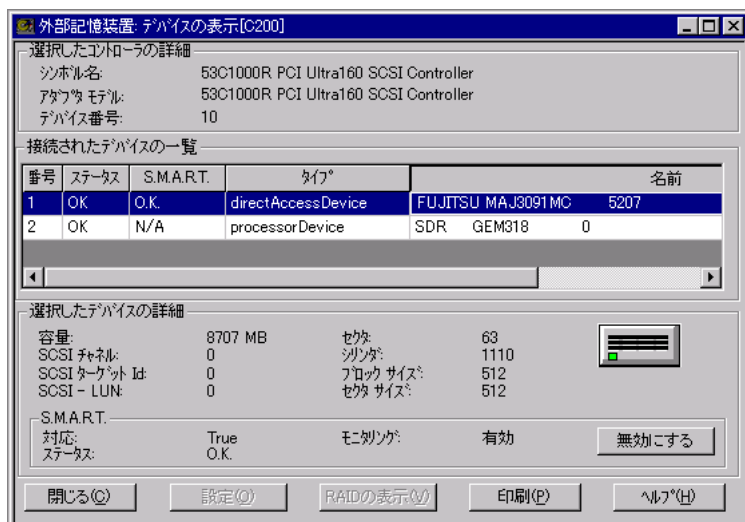 外部記憶装置: デバイスの表示[C200]
選択したコントローラの詳細
シンボル名: 53C1000R PCI Ultra160 SCSI Controller
アダプタ モデル: 53C1000R PCI Ultra160 SCSI Controller
デバイス番号: 10
接続されたデバイスの一覧
番号 ステータス S.M.A.R.T. タイプ 名前
1 OK O.K. directAccessDevice FUJITSU MAJ3091MC 5207
2 OK N/A processorDevice SDR GEM318 0
選択したデバイスの詳細
容量: 8707 MB セクタ: 63
SCSI チャネル: 0 シリンダ: 1110
SCSI ターゲット Id: 0 ブロック サイズ: 512
SCSI - LUN: 0 セクタ サイズ: 512
S.M.A.R.T.
対応: True モニタリング: 有効 無効にする
ステータス: O.K.
閉じる(C) 設定(O) RAIDの表示(V) 印刷(P) ヘルプ(H)